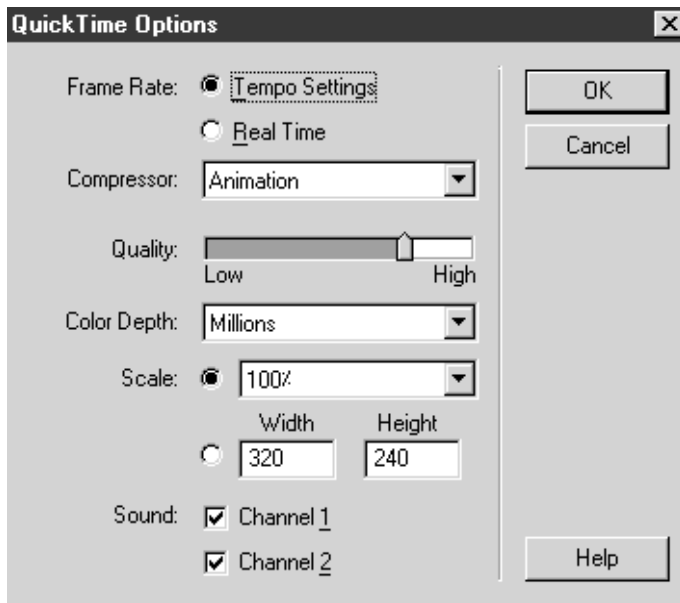 QuickTime Options
Frame Rate: Tempo Settings
Real Time
OK
Cancel
Compressor: Animation
Quality:
Low High
Color Depth: Millions
Scale: 100%
Width Height
320 240
Sound: Channel 1
Channel 2
Help